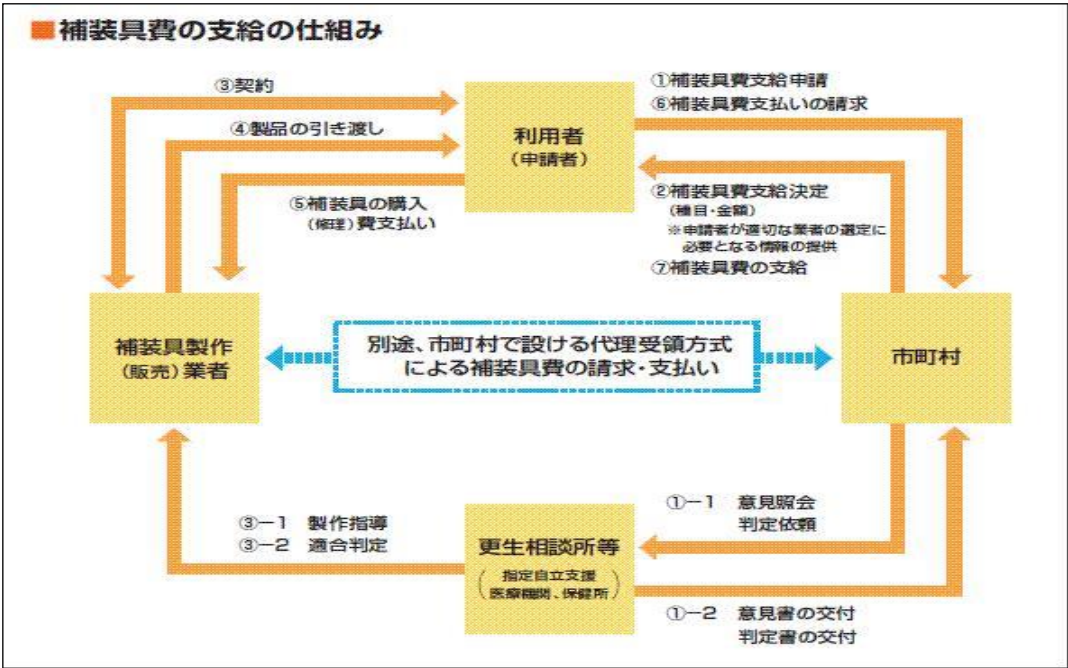 ■補装具費の支給の仕組み
③契約
④製品の引き渡し
⑤補装具の購入
(修理)費支払い
利用者
(申請者)
①補装具費支給申請
⑥補装具費支払いの請求
②補装具費支給決定
(種目・金額)
※申請者が適切な業者の選定に
必要となる情報の提供
⑦補装具費の支給
補装具製作
(販売)業者
別途、市町村で設ける代理受領方式
による補装具費の請求・支払い
市町村
③－1 製作指導
③－2 適合判定
更生相談所等
(指定自立支援
医療機関、保健所)
①－1 意見照会
判定依頼
①－2 意見書の交付
判定書の交付